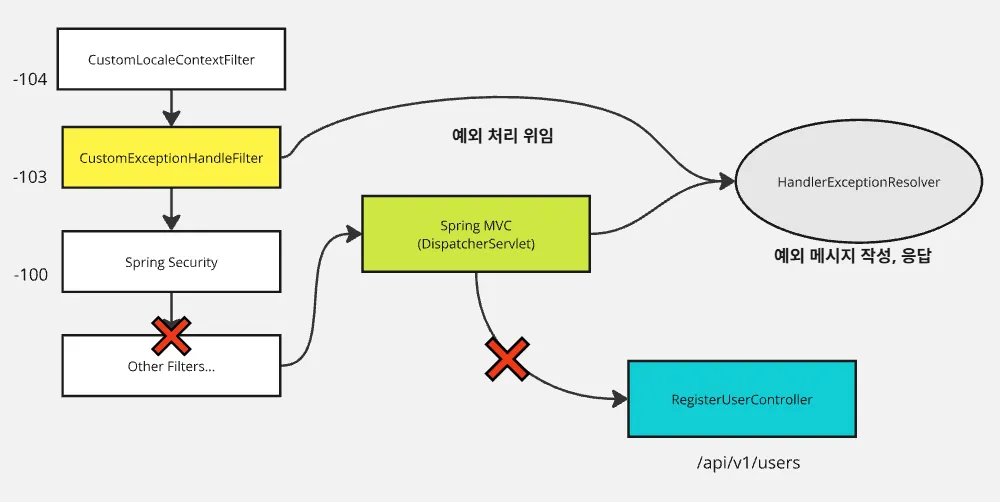 CustomLocaleContextFilter
-104
예외 처리 위임
CustomExceptionHandleFilter
-103
HandlerExceptionResolver
Spring MVC
(DispatcherServlet)
예외 메시지 작성, 응답
Spring Security
-100
Other Filters...
RegisterUserController
/api/v1/users